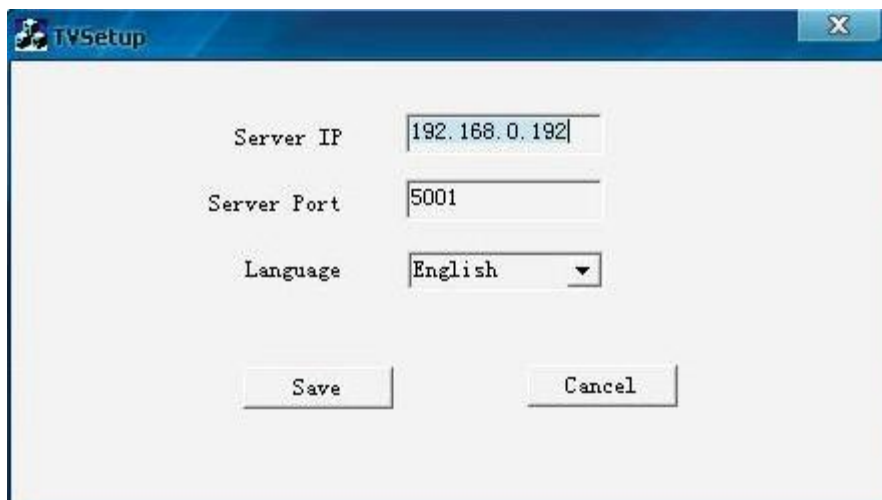 TVSetup
Server IP 192.168.0.192
Server Port 5001
Language English
Save Cancel